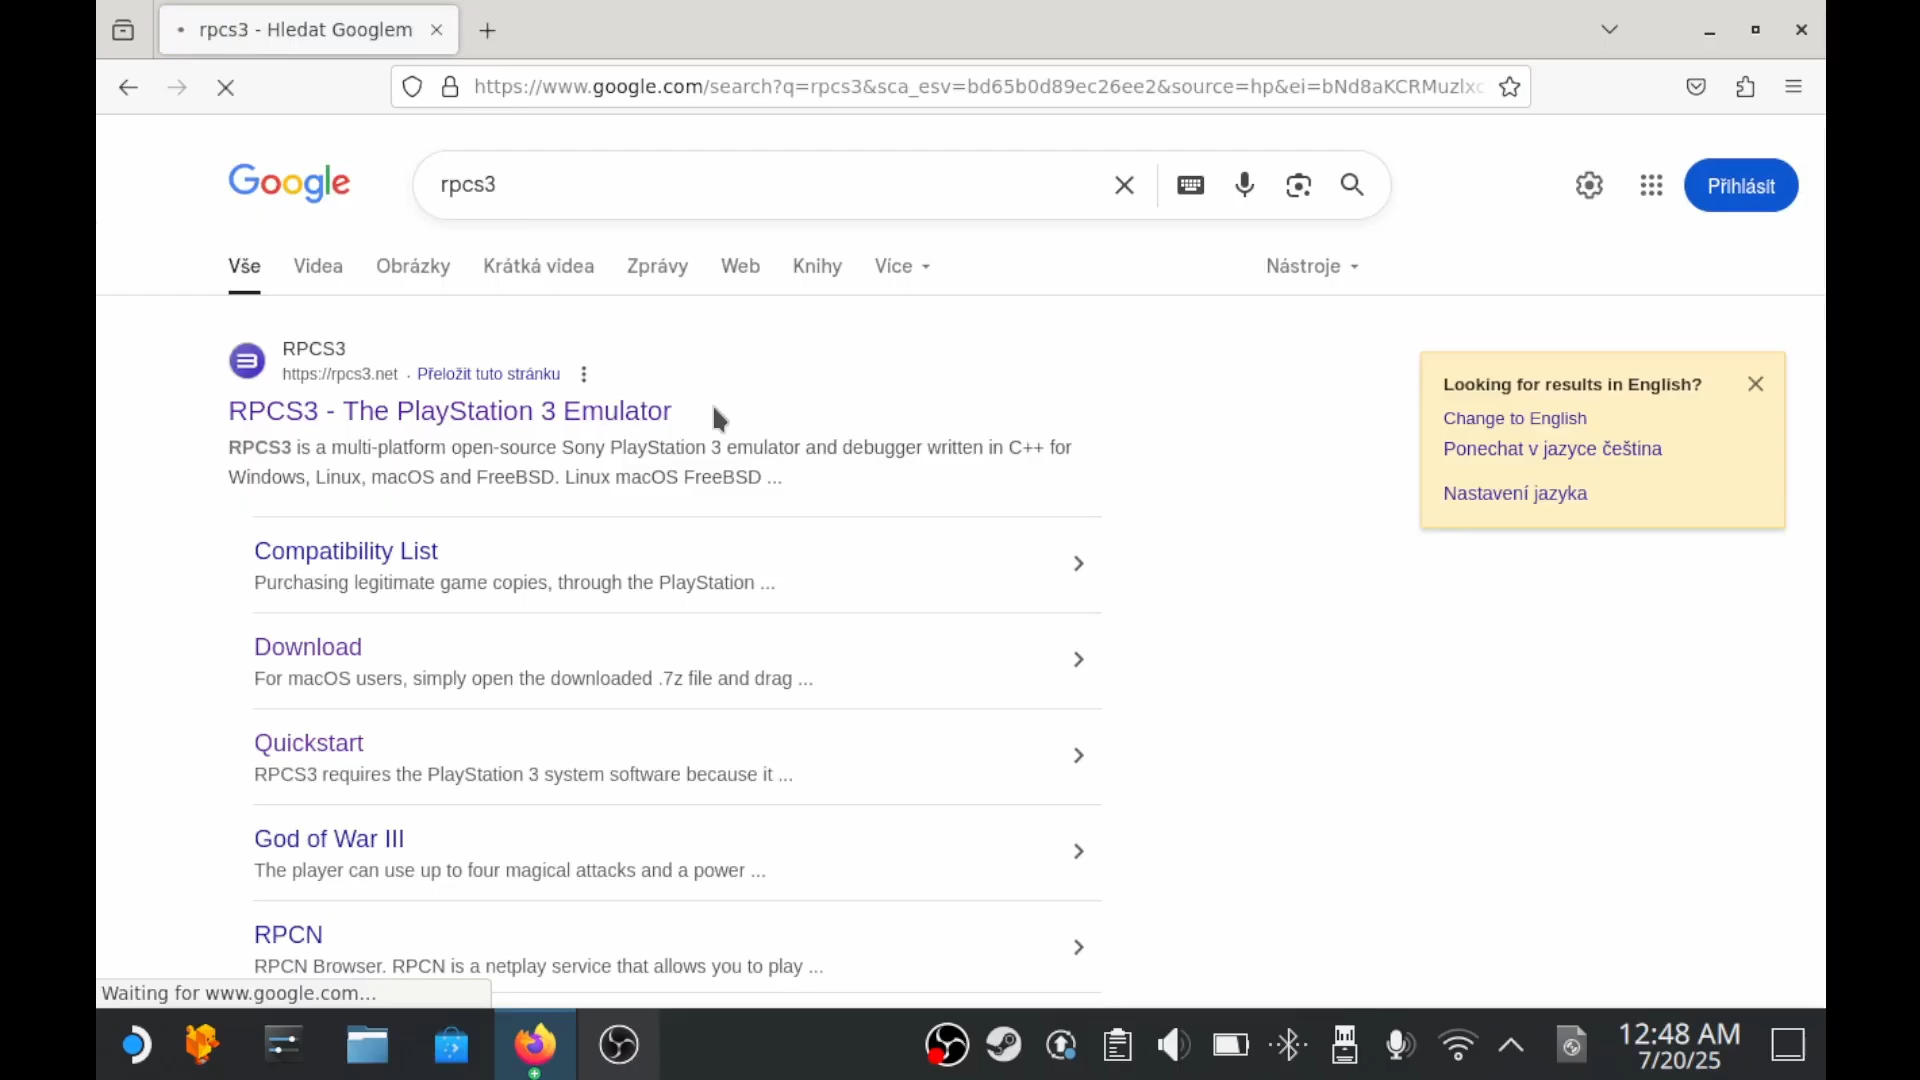 rpcs3 - Hledat Googlem
https://www.google.com/search?q=rpcs3&sca_esv=bd65b0d89ec26ee2&source=hp&ei=bNd8aKCRMuzlxc
Google
rpcs3
Přihlásit
Vše
Videa
Obrázky
Krátká videa
Zprávy
Web
Knihy
Více
Nástroje
RPCS3
https://rpcs3.net · Přeložit tuto stránku
RPCS3 - The PlayStation 3 Emulator
RPCS3 is a multi-platform open-source Sony PlayStation 3 emulator and debugger written in C++ for
Windows, Linux, macOS and FreeBSD. Linux macOS FreeBSD ...
Looking for results in English?
Change to English
Ponechat v jazyce čeština
Nastavení jazyka
Compatibility List
Purchasing legitimate game copies, through the PlayStation ...
Download
For macOS users, simply open the downloaded .7z file and drag ...
Quickstart
RPCS3 requires the PlayStation 3 system software because it ...
God of War III
The player can use up to four magical attacks and a power ...
RPCN
RPCN Browser. RPCN is a netplay service that allows you to play ...
Waiting for www.google.com...
12:48 AM
7/20/25